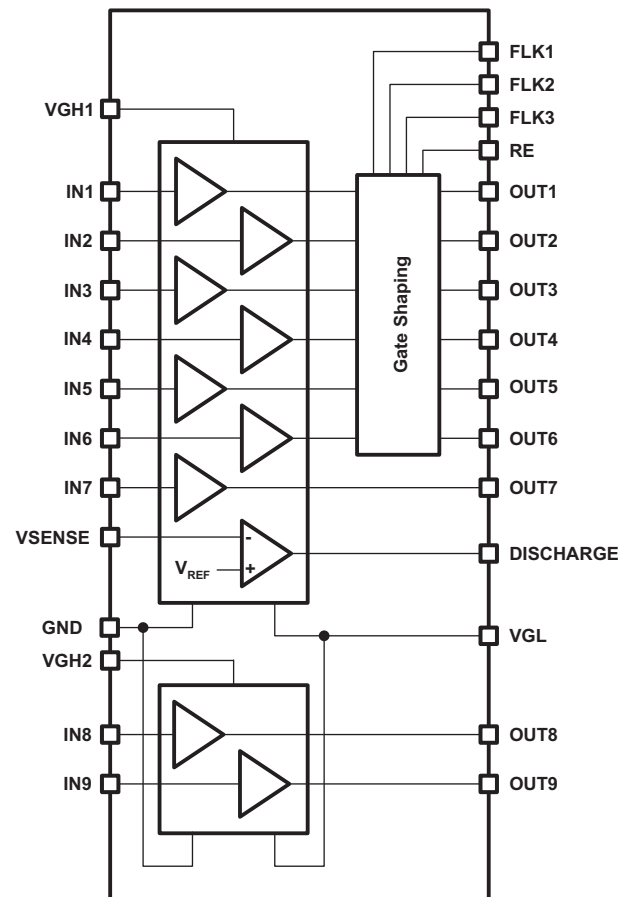 FLK1
FLK2
VGH1
FLK3
RE
IN1
OUT1
IN2
OUT2
IN3
OUT3
Gate Shaping
IN4
OUT4
IN5
OUT5
IN6
OUT6
IN7
OUT7
VSENSE
-
DISCHARGE
VREF
+
GND
VGL
VGH2
IN8
OUT8
IN9
OUT9